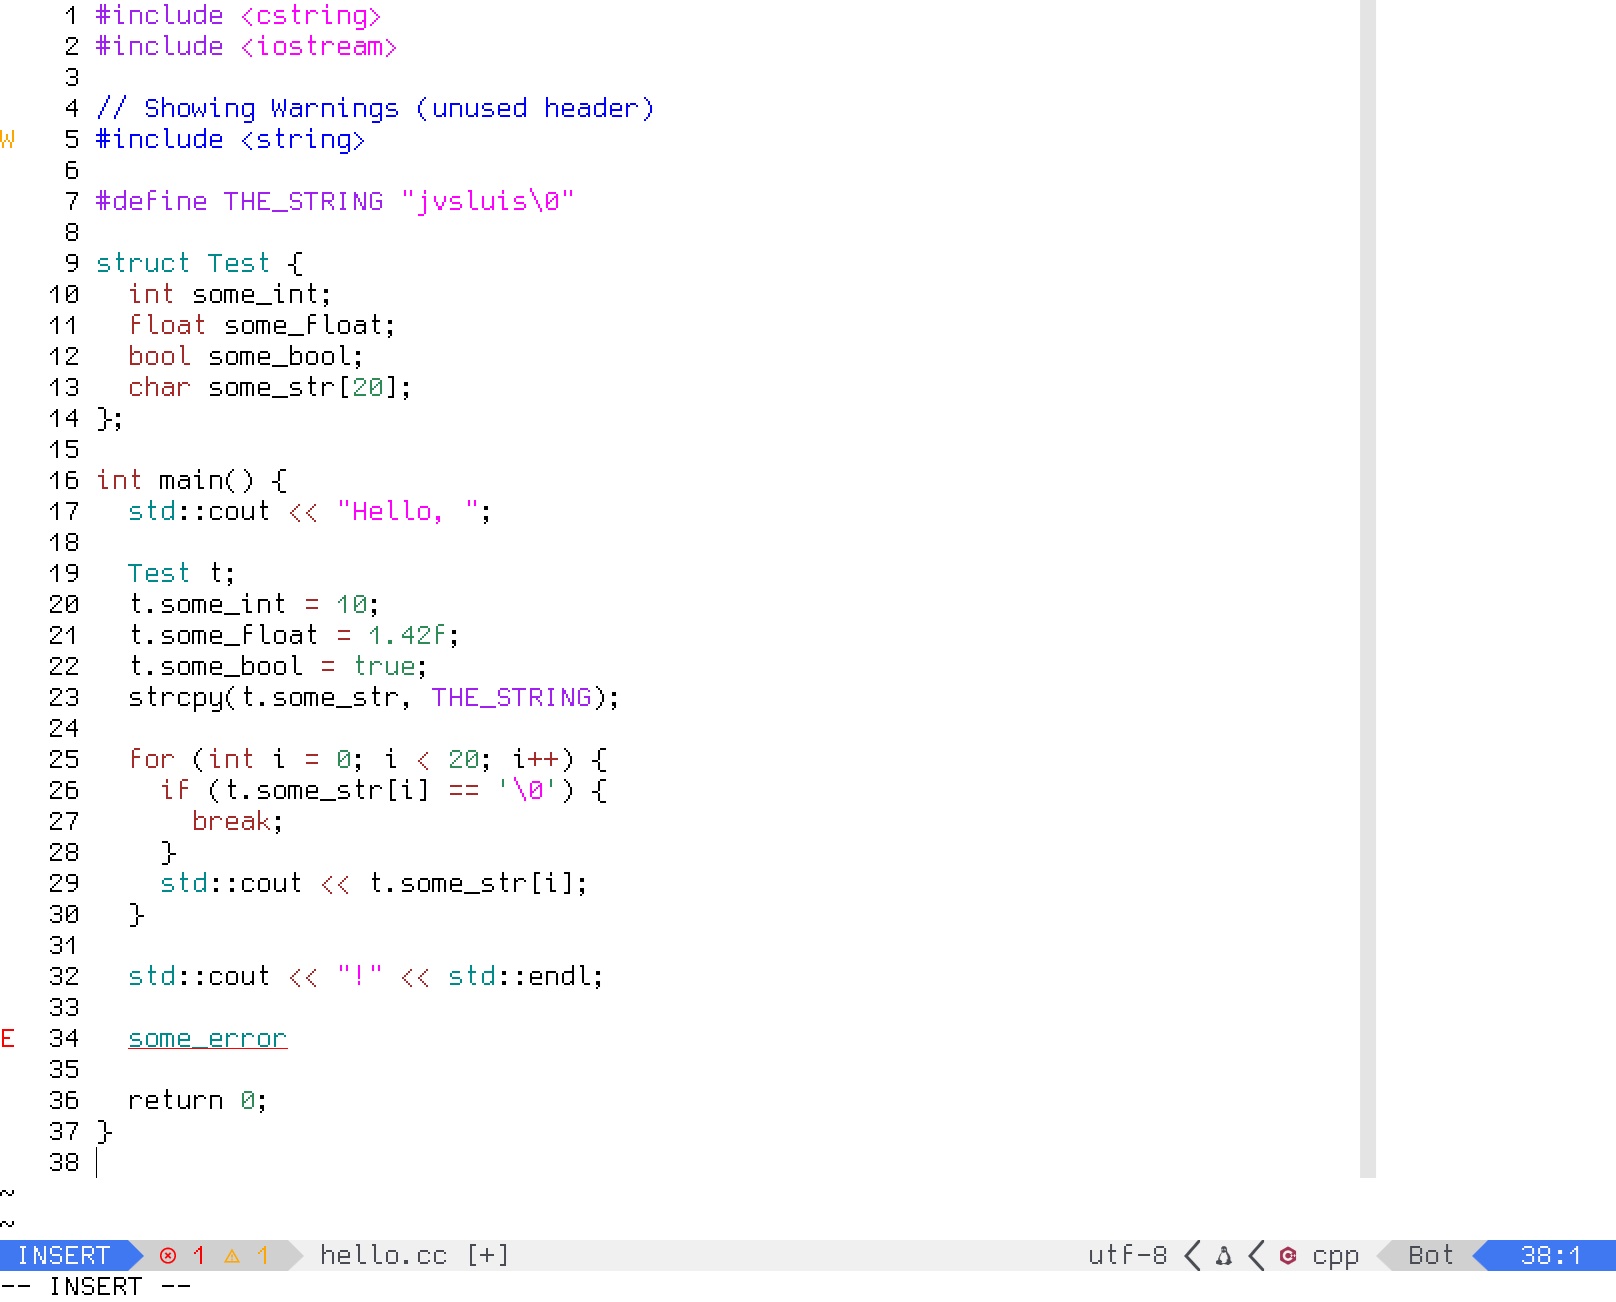 1 #include <cstring>
2 #include <iostream>
3
4 // Showing Warnings (unused header)
W 5 #include <string>
6
7 #define THE_STRING "jvsluis\0"
8
9 struct Test {
10   int some_int;
11   float some_float;
12   bool some_bool;
13   char some_str[20];
14 };
15
16 int main() {
17   std::cout << "Hello, ";
18
19   Test t;
20   t.some_int = 10;
21   t.some_float = 1.42f;
22   t.some_bool = true;
23   strcpy(t.some_str, THE_STRING);
24
25   for (int i = 0; i < 20; i++) {
26     if (t.some_str[i] == '\0') {
27       break;
28     }
29     std::cout << t.some_str[i];
30   }
31
32   std::cout << "!" << std::endl;
33
E 34   some_error
35
36   return 0;
37 }
38
~
~
INSERT 1 1 hello.cc [+] utf-8 cpp Bot 38:1
-- INSERT --